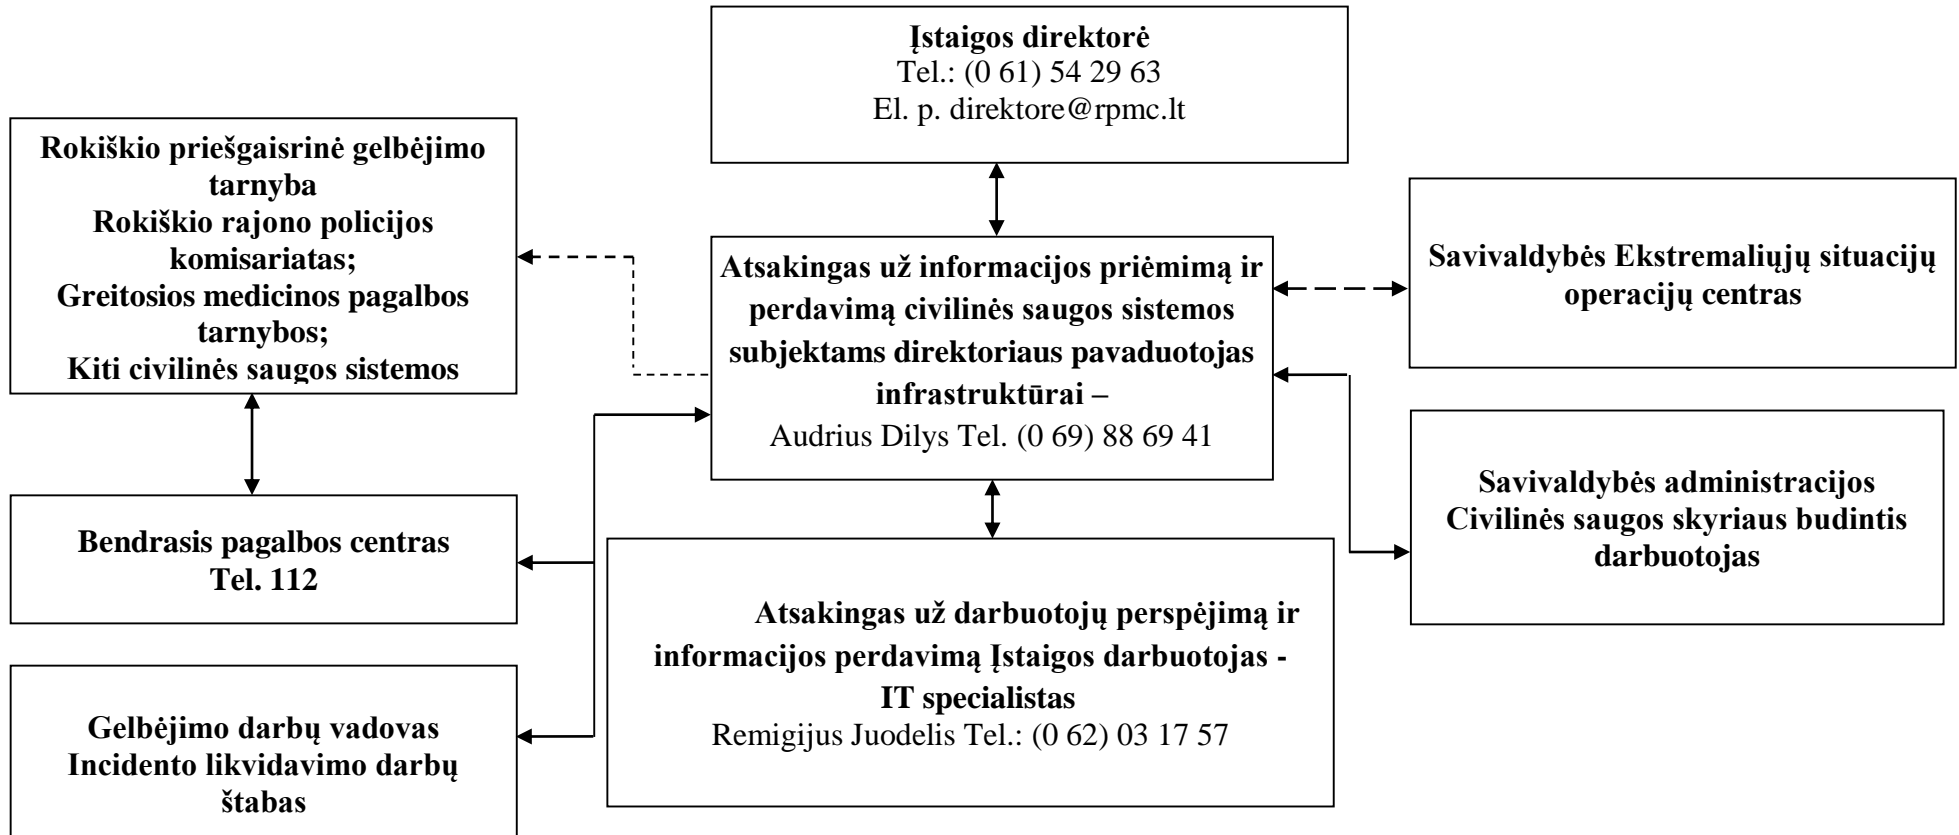 Įstaigos direktorė
Tel.: (0 61) 54 29 63
El. p. direktore@rpmc.lt
Rokiškio priešgaisrinė gelbėjimo
tarnyba
Rokiškio rajono policijos
komisariatas;
Greitosios medicinos pagalbos
tarnybos;
Kiti civilinės saugos sistemos
Atsakingas už informacijos priėmimą ir
perdavimą civilinės saugos sistemos
subjektams direktoriaus pavaduotojas
infrastruktūrai –
Audrius Dilys Tel. (0 69) 88 69 41
Savivaldybės Ekstremaliųjų situacijų
operacijų centras
Savivaldybės administracijos
Civilinės saugos skyriaus budintis
darbuotojas
Bendrasis pagalbos centras
Tel. 112
Atsakingas už darbuotojų perspėjimą ir
informacijos perdavimą Įstaigos darbuotojas -
IT specialistas
Remigijus Juodelis Tel.: (0 62) 03 17 57
Gelbėjimo darbų vadovas
Incidento likvidavimo darbų
štabas